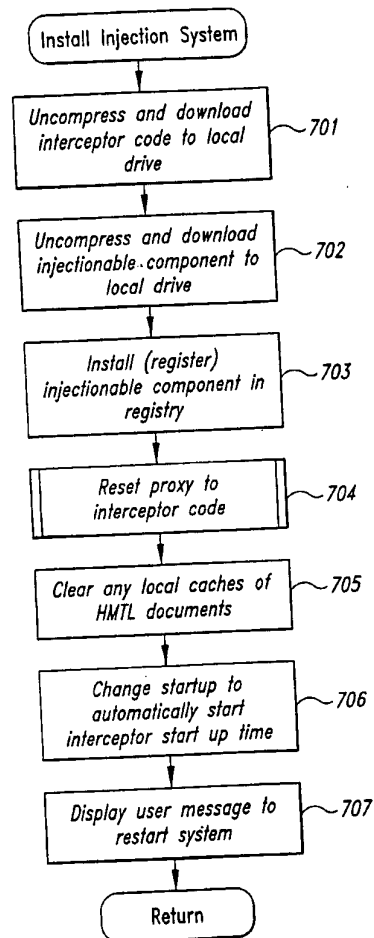 Install Injection System
Uncompress and download
interceptor code to local
drive
701
Uncompress and download
injectionable component to
local drive
702
Install (register)
injectionable component in
registry
703
Reset proxy to
interceptor code
704
Clear any local caches of
HMTL documents
705
Change startup to
automatically start
interceptor start up time
706
Display user message to
restart system
707
Return